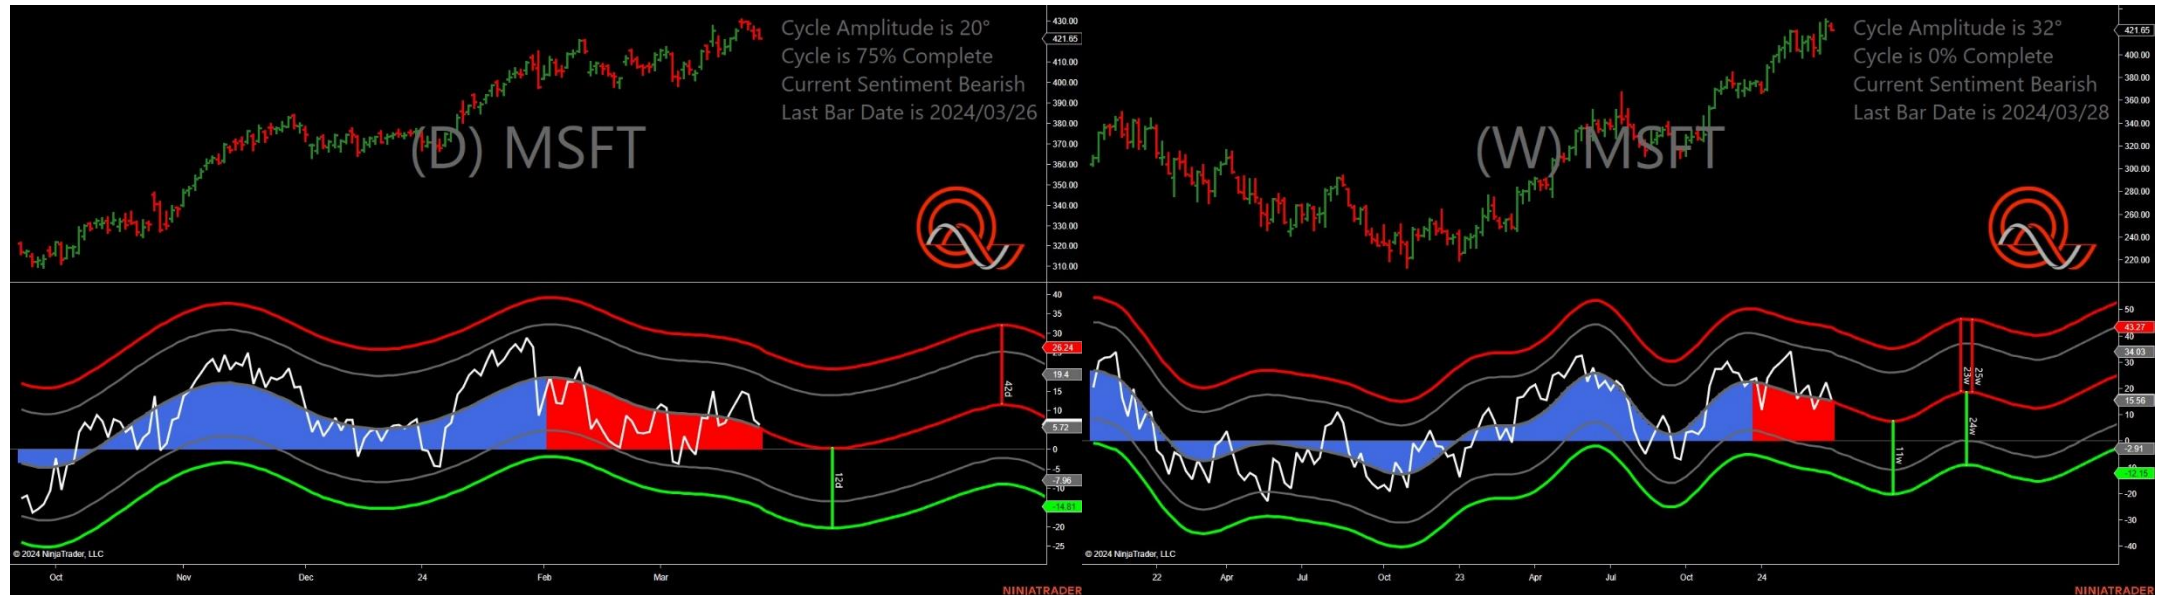 Cycle Amplitude is 20°
Cycle is 75% Complete
Current Sentiment Bearish
Last Bar Date is 2024/03/26
(D) MSFT
430.00
421.65
410.00
400.00
390.00
380.00
370.00
360.00
350.00
340.00
330.00
320.00
310.00
40
35
30
26.24
19.4
15
10
5.72
0
-5
-7.96
-10
-14.81
-20
-25
42d
12d
© 2024 NinjaTrader, LLC
Oct Nov Dec 24 Feb Mar
NINJATRADER
Cycle Amplitude is 32°
Cycle is 0% Complete
Current Sentiment Bearish
Last Bar Date is 2024/03/28
(W) MSFT
421.65
400.00
380.00
360.00
340.00
320.00
300.00
280.00
260.00
240.00
220.00
50
43.27
34.03
20
15.56
10
0
-2.91
-12.15
-20
-30
-40
23w
25w
24w
11w
© 2024 NinjaTrader, LLC
22 Apr Jul Oct 23 Apr Jul Oct 24
NINJATRADER